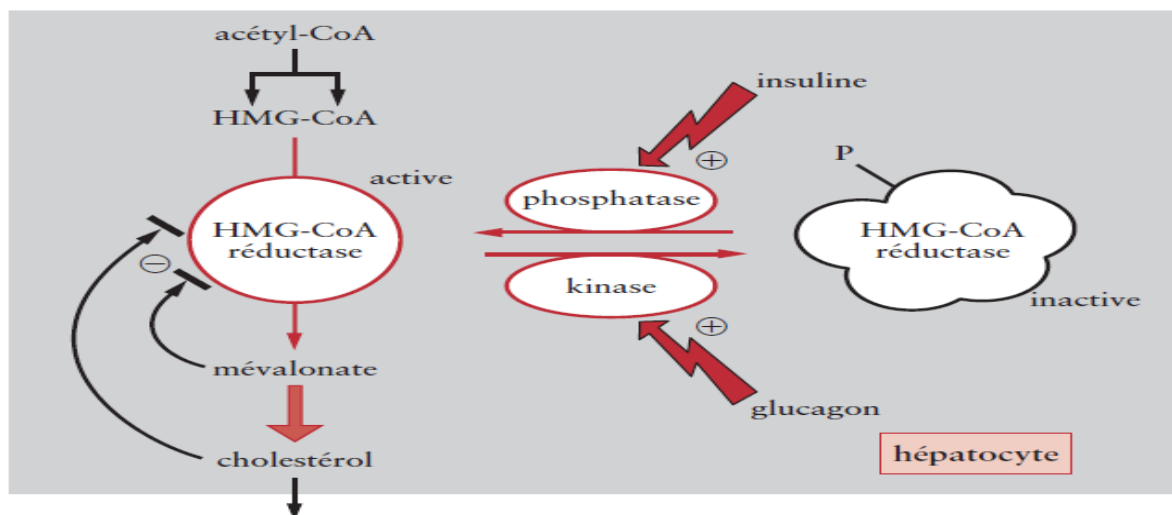 acétyl-CoA
HMG-CoA
active
HMG-CoA
réductase
−
mévalonate
cholestérol
insuline
+
phosphatase
kinase
+
glucagon
P
HMG-CoA
réductase
inactive
hépatocyte